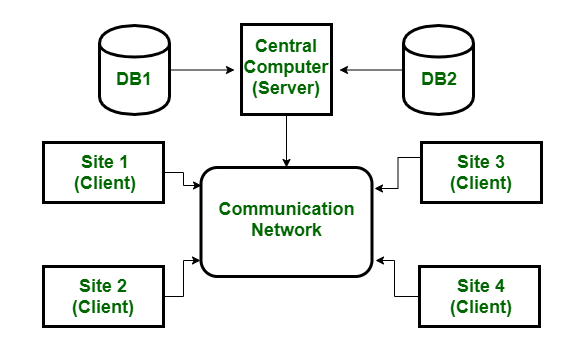 Central
Computer
(Server)
DB1
DB2
Site 1
(Client)
Site 3
(Client)
Communication
Network
Site 2
(Client)
Site 4
(Client)